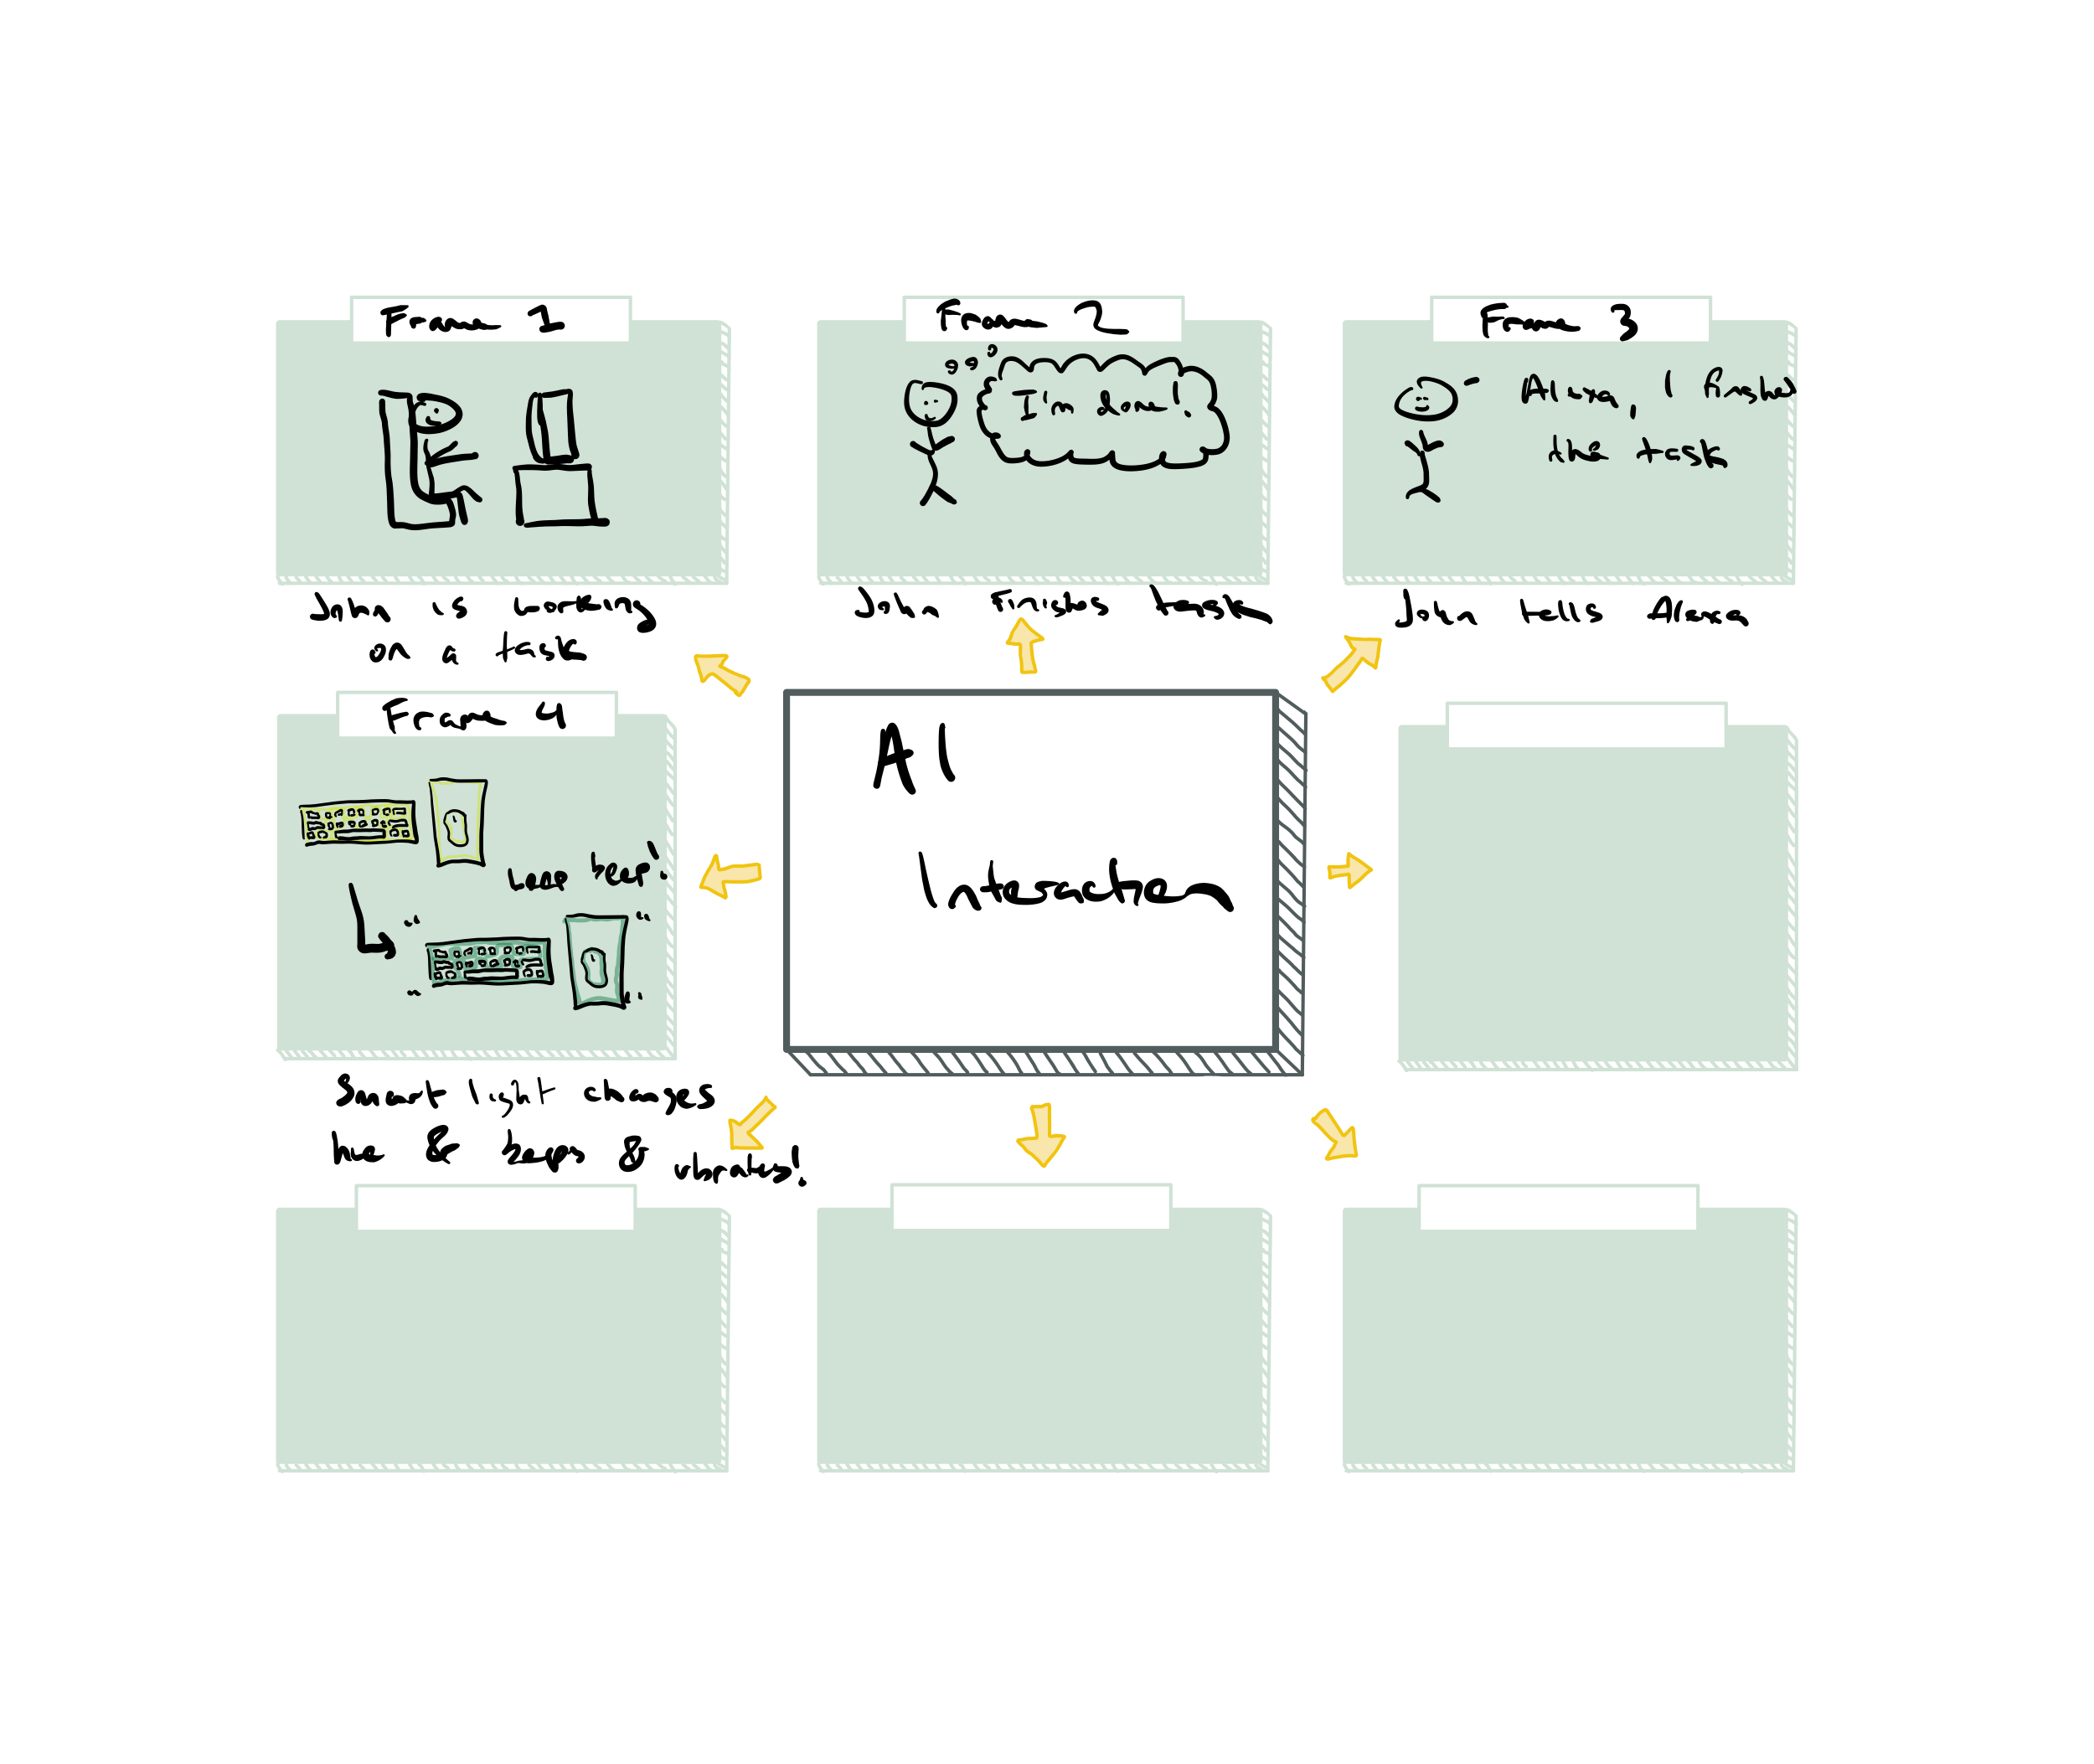 Frame 1
John is working
on a task
Frame 2
I'm done!
John finishes task
Frame 3
Alexa, I finished
the task
John tells Alexa
Frame 4
beep!
Smart light changes
hue & beeps &
vibrates!
AI
Interaction